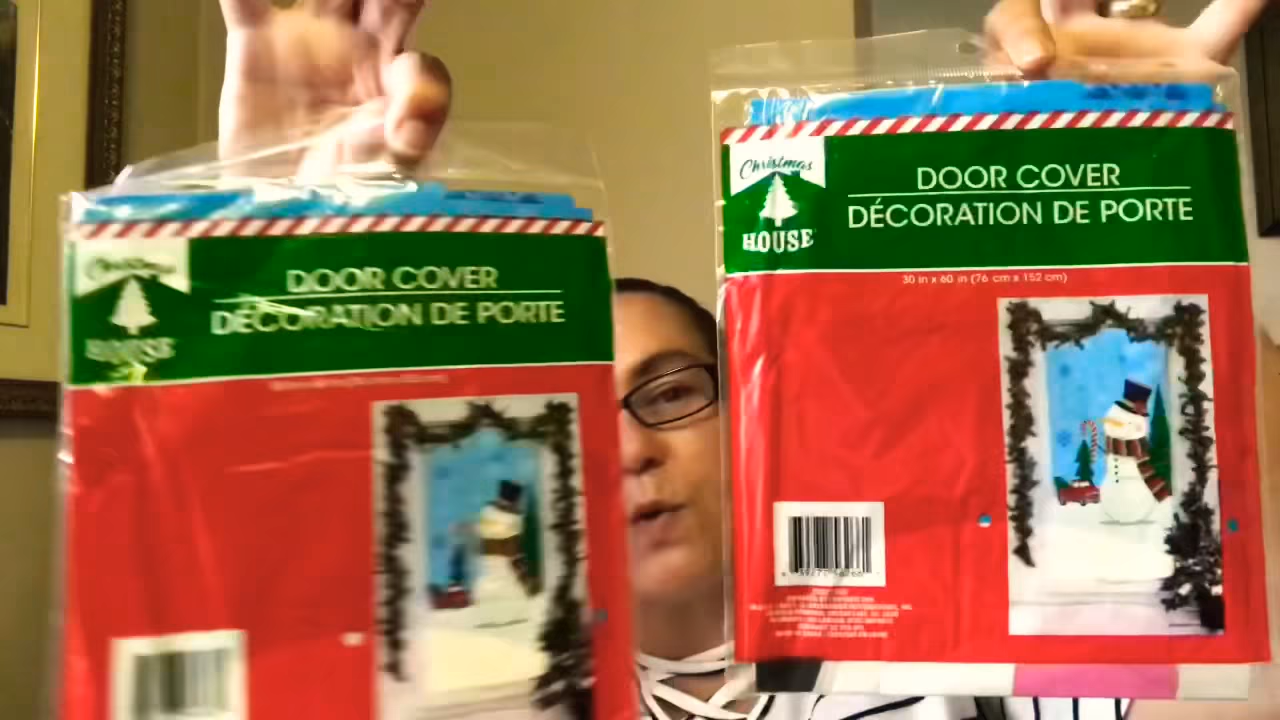 DOOR COVER
DÉCORATION DE PORTE
Christmas
HOUSE
Christmas
HOUSE
DOOR COVER
DÉCORATION DE PORTE
30 in x 60 in (76 cm x 152 cm)